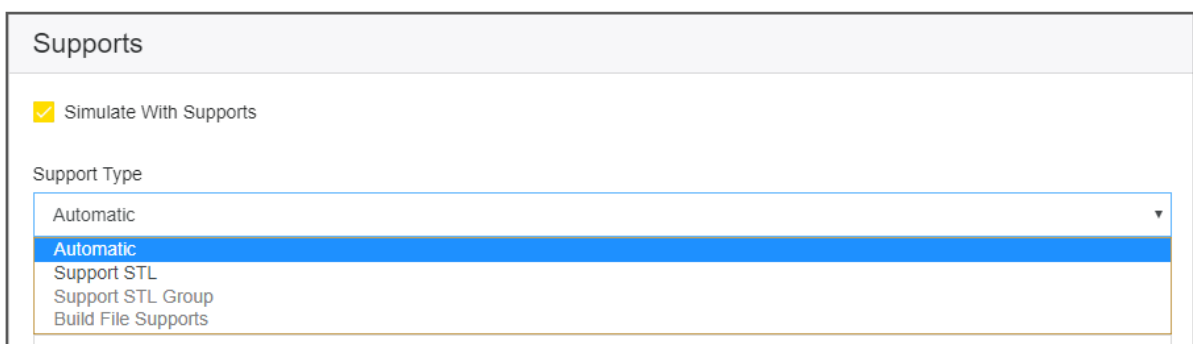 Supports
Simulate With Supports
Support Type
Automatic
Automatic
Support STL
Support STL Group
Build File Supports